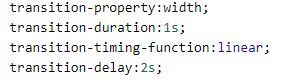 transition-property:width;
transition-duration:1s;
transition-timing-function:linear;
transition-delay:2s;